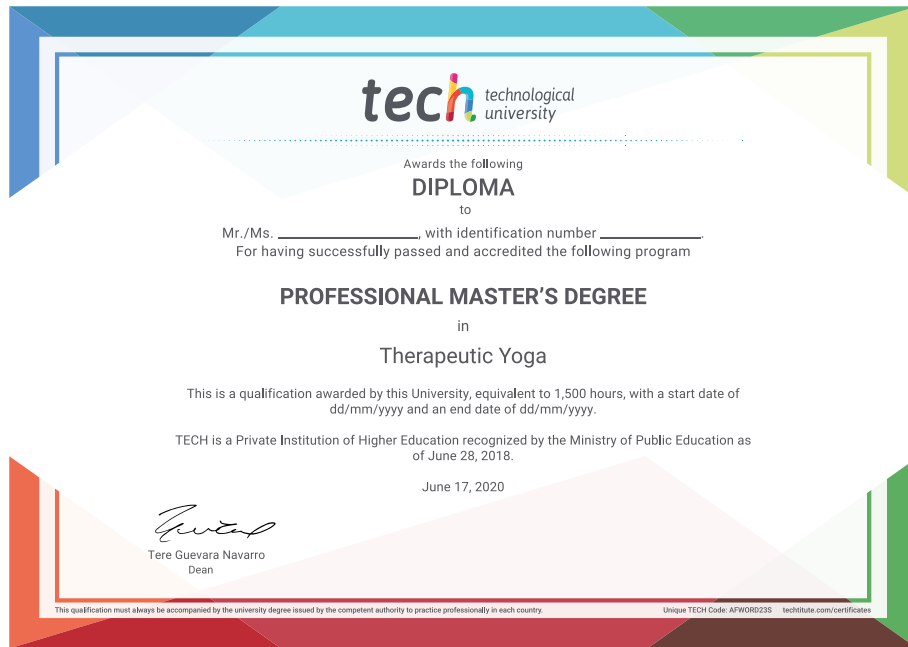 tech technological
university
Awards the following
DIPLOMA
to
Mr./Ms. ____________________, with identification number ______________.
For having successfully passed and accredited the following program
PROFESSIONAL MASTER'S DEGREE
in
Therapeutic Yoga
This is a qualification awarded by this University, equivalent to 1,500 hours, with a start date of
dd/mm/yyyy and an end date of dd/mm/yyyy.
TECH is a Private Institution of Higher Education recognized by the Ministry of Public Education as
of June 28, 2018.
June 17, 2020
Tere Guevara Navarro
Dean
This qualification must always be accompanied by the university degree issued by the competent authority to practice professionally in each country. Unique TECH Code: AFWORD23S techtitute.com/certificates